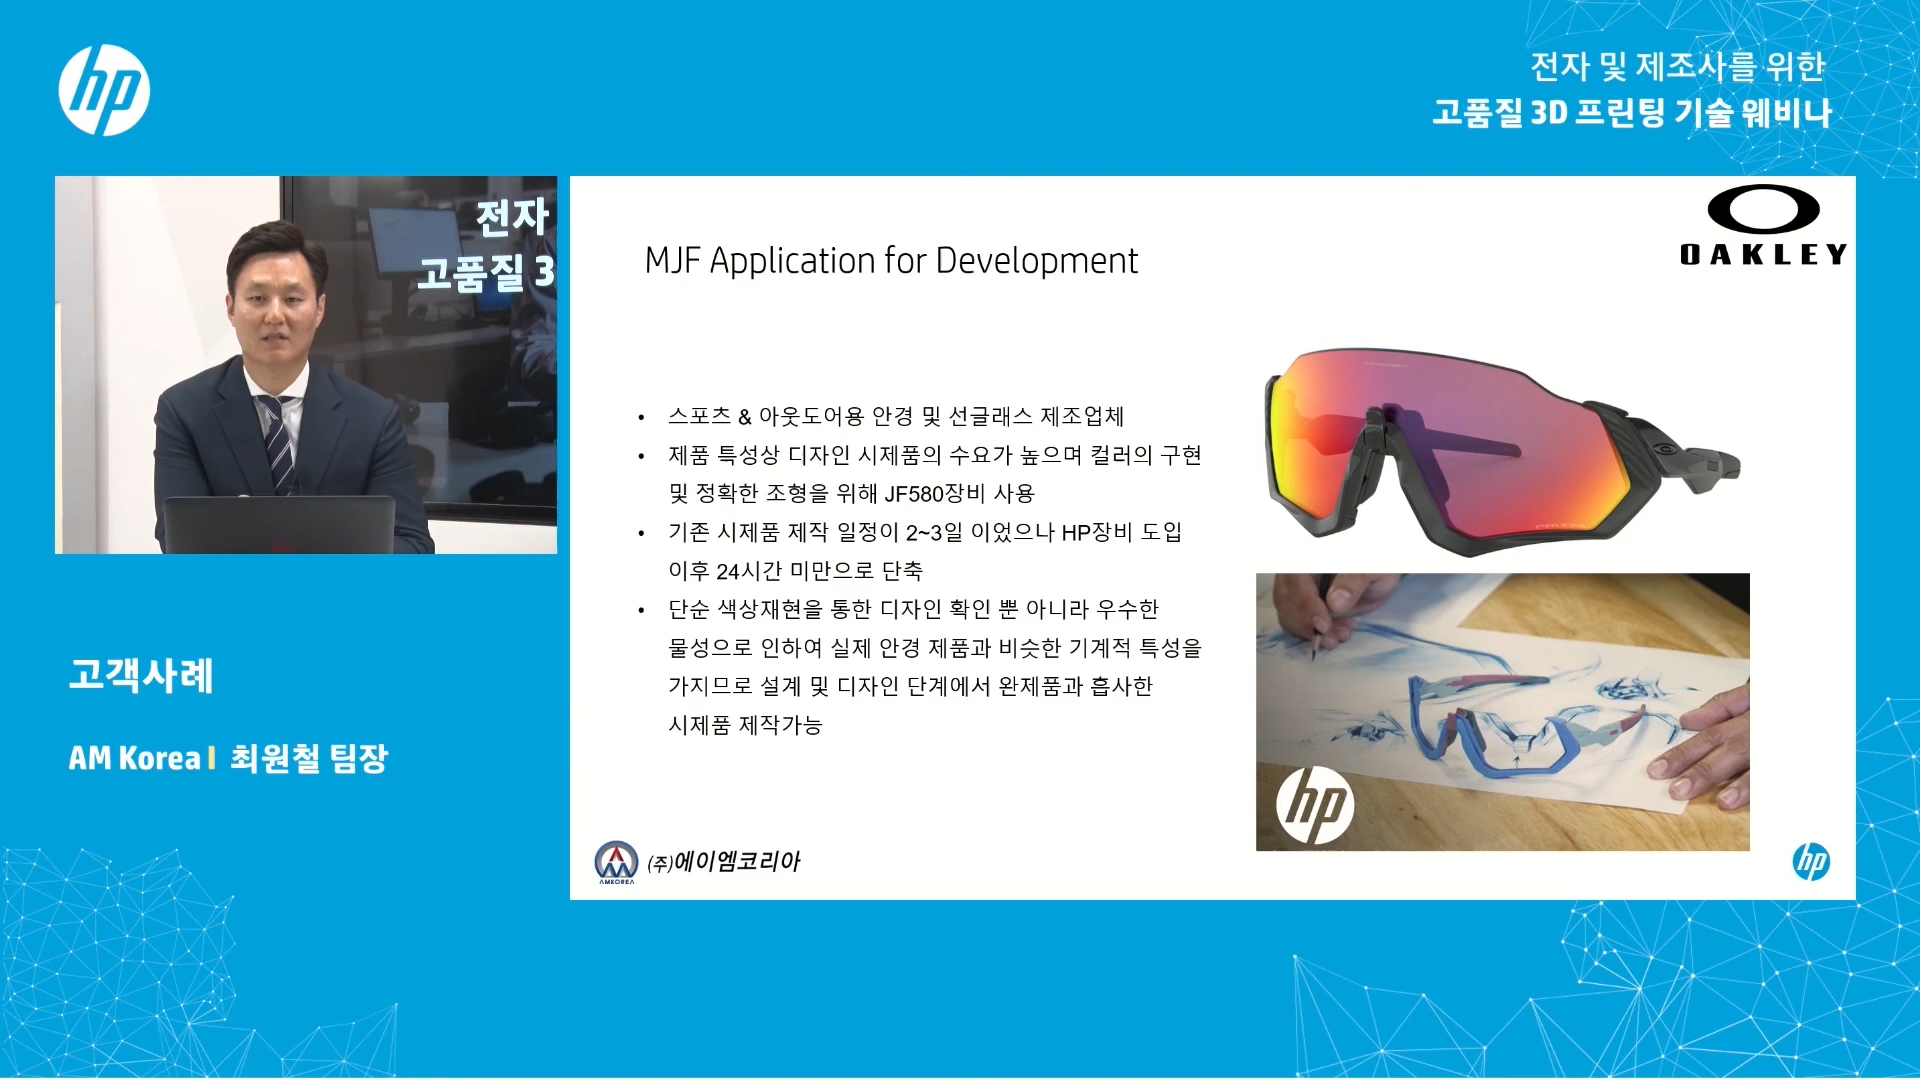 hp
전자 및 제조사를 위한
고품질 3D 프린팅 기술 웨비나
전자
고품질 3
고객사례
AM Korea | 최원철 팀장
OAKLEY
MJF Application for Development
• 스포츠 & 아웃도어용 안경 및 선글래스 제조업체
• 제품 특성상 디자인 시제품의 수요가 높으며 컬러의 구현
및 정확한 조형을 위해 JF580장비 사용
• 기존 시제품 제작 일정이 2~3일 이었으나 HP장비 도입
이후 24시간 미만으로 단축
• 단순 색상재현을 통한 디자인 확인 뿐 아니라 우수한
물성으로 인하여 실제 안경 제품과 비슷한 기계적 특성을
가지므로 설계 및 디자인 단계에서 완제품과 흡사한
시제품 제작가능
PRIZM
hp
AMKOREA
(주)에이엠코리아
hp